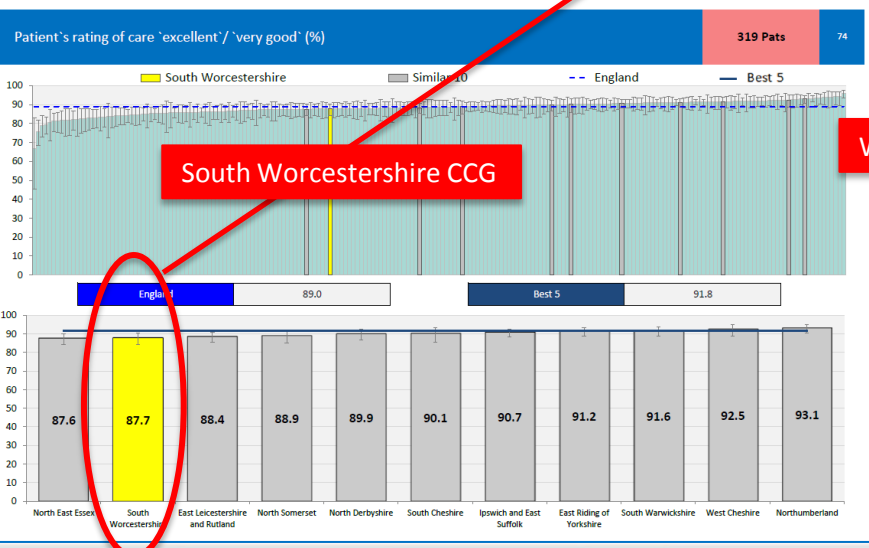 Patient`s rating of care `excellent`/ `very good` (%)
319 Pats
74
South Worcestershire
Similar 10
England
Best 5
100
90
80
70
60
50
40
30
20
10
0
South Worcestershire CCG
W
England
89.0
Best 5
91.8
100
90
80
70
60
50
40
30
20
10
0
87.6 87.7 88.4 88.9 89.9 90.1 90.7 91.2 91.6 92.5 93.1
North East Essex
South
Worcestershire
East Leicestershire
and Rutland
North Somerset
North Derbyshire
South Cheshire
Ipswich and East
Suffolk
East Riding of
Yorkshire
South Warwickshire
West Cheshire
Northumberland